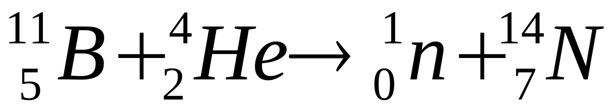 ¹¹₅B + ⁴₂He → ¹₀n + ¹⁴₇N